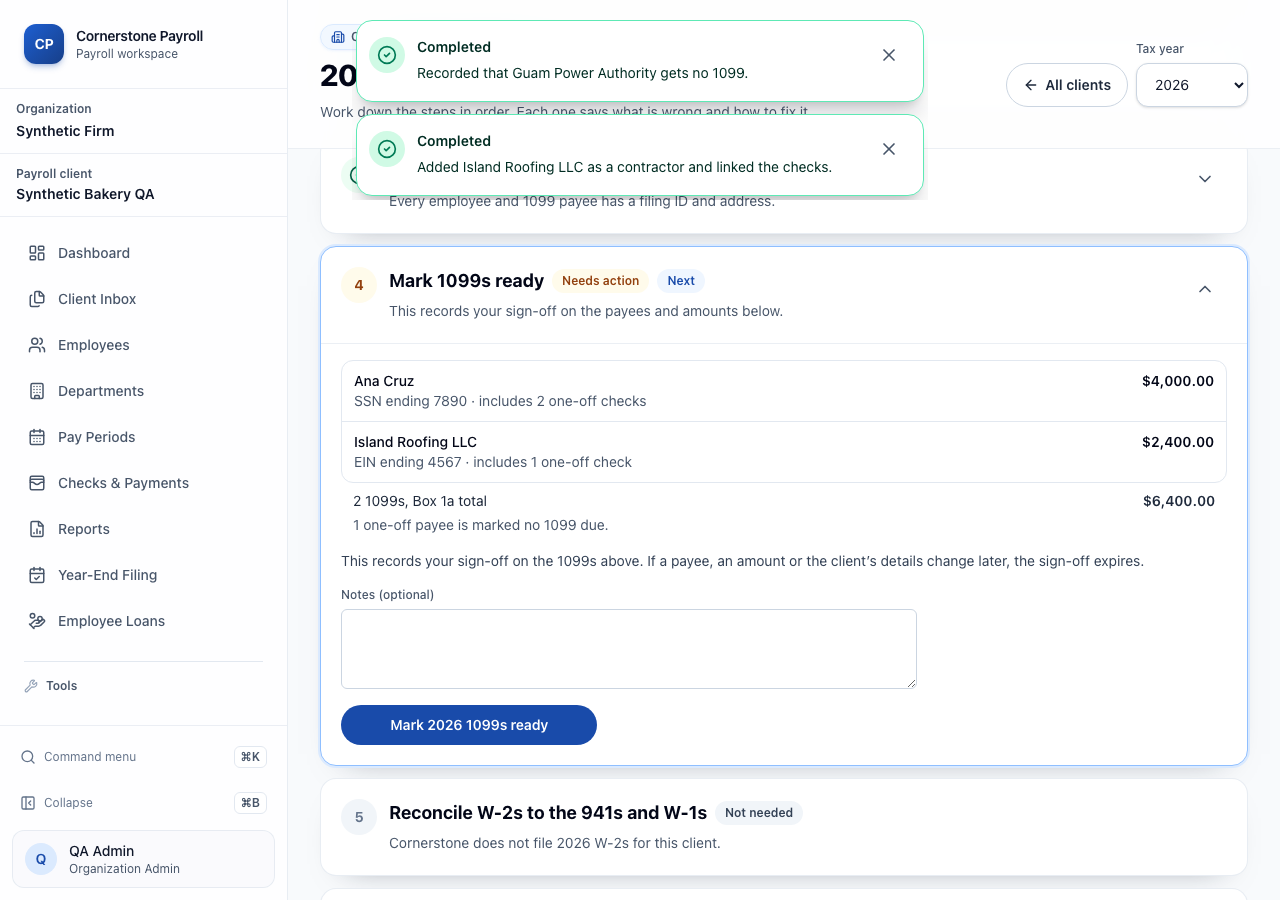 CP
Cornerstone Payroll
Payroll workspace
Organization
Synthetic Firm
Payroll client
Synthetic Bakery QA
Dashboard
Client Inbox
Employees
Departments
Pay Periods
Checks & Payments
Reports
Year-End Filing
Employee Loans
Tools
Command menu
⌘K
Collapse
⌘B
Q
QA Admin
Organization Admin
20
Work down the steps in order. Each one says what is wrong and how to fix it.
All clients
Tax year
2026
Completed
Recorded that Guam Power Authority gets no 1099.
Completed
Added Island Roofing LLC as a contractor and linked the checks.
Every employee and 1099 payee has a filing ID and address.
4
Mark 1099s ready
Needs action
Next
This records your sign-off on the payees and amounts below.
Ana Cruz
$4,000.00
SSN ending 7890 · includes 2 one-off checks
Island Roofing LLC
$2,400.00
EIN ending 4567 · includes 1 one-off check
2 1099s, Box 1a total
$6,400.00
1 one-off payee is marked no 1099 due.
This records your sign-off on the 1099s above. If a payee, an amount or the client’s details change later, the sign-off expires.
Notes (optional)
Mark 2026 1099s ready
5
Reconcile W-2s to the 941s and W-1s
Not needed
Cornerstone does not file 2026 W-2s for this client.